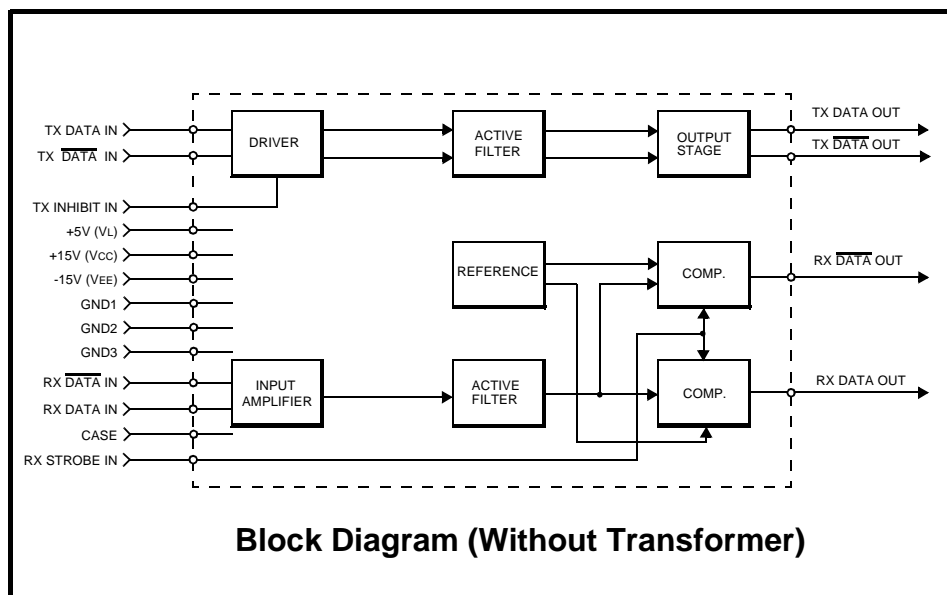 TX DATA IN
TX DATA IN
TX INHIBIT IN
+5V (VL)
+15V (VCC)
-15V (VEE)
GND1
GND2
GND3
RX DATA IN
RX DATA IN
CASE
RX STROBE IN
DRIVER
ACTIVE
FILTER
OUTPUT
STAGE
TX DATA OUT
TX DATA OUT
REFERENCE
COMP.
RX DATA OUT
INPUT
AMPLIFIER
ACTIVE
FILTER
COMP.
RX DATA OUT
Block Diagram (Without Transformer)